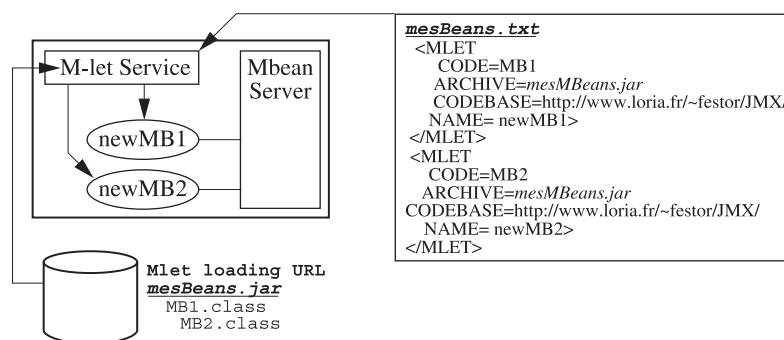 M-let Service
Mbean
Server
newMB1
newMB2
mesBeans.txt
<MLET
CODE=MB1
ARCHIVE=mesMBeans.jar
CODEBASE=http://www.loria.fr/~festor/JMX/
NAME= newMB1>
</MLET>
<MLET
CODE=MB2
ARCHIVE=mesMBeans.jar
CODEBASE=http://www.loria.fr/~festor/JMX/
NAME= newMB2>
</MLET>
Mlet loading URL
mesBeans.jar
MB1.class
MB2.class